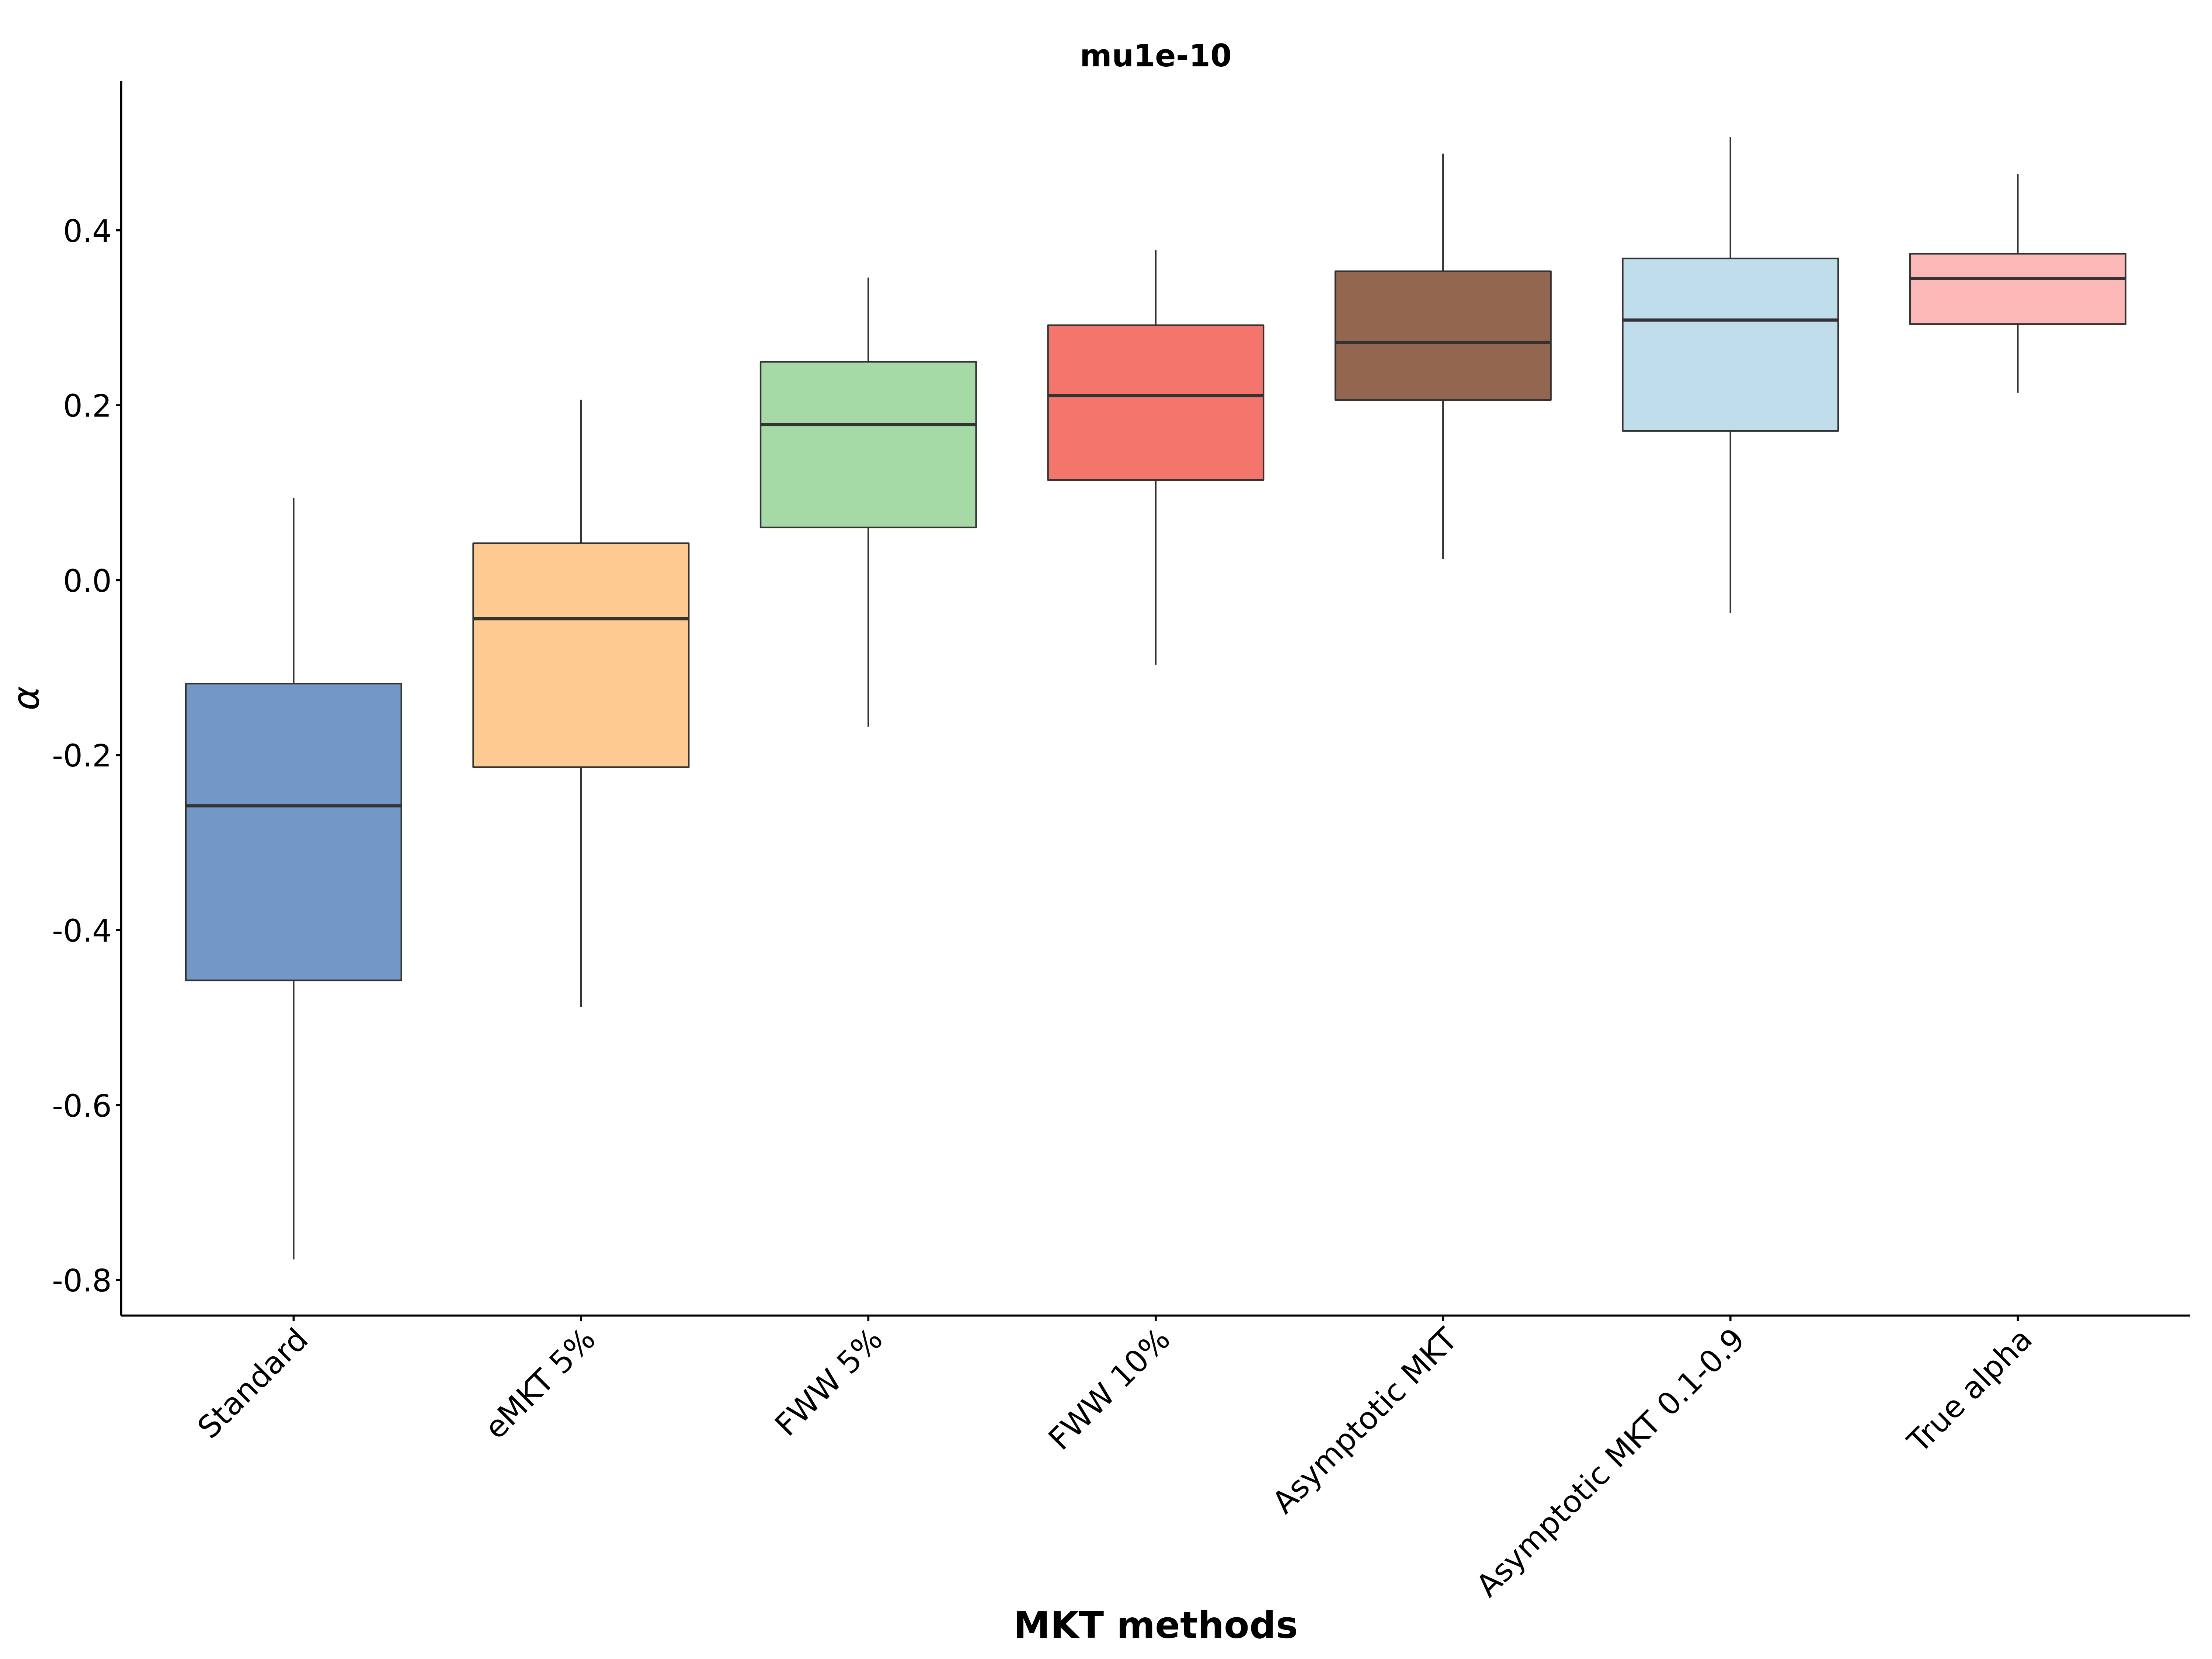 mu1e-10
α
0.4
0.2
0.0
-0.2
-0.4
-0.6
-0.8
Standard
eMKT 5%
FWW 5%
FWW 10%
Asymptotic MKT
Asymptotic MKT 0.1-0.9
True alpha
MKT methods